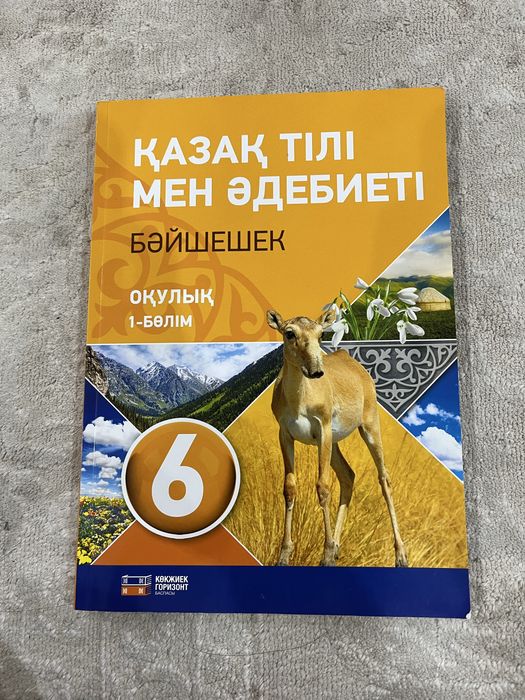 ҚАЗАҚ ТІЛІ
МЕН ӘДЕБИЕТІ
БӘЙШЕШЕК
ОҚУЛЫҚ
1-БӨЛІМ
6
КӨКЖИЕК
ГОРИЗОНТ
БАСПАСЫ